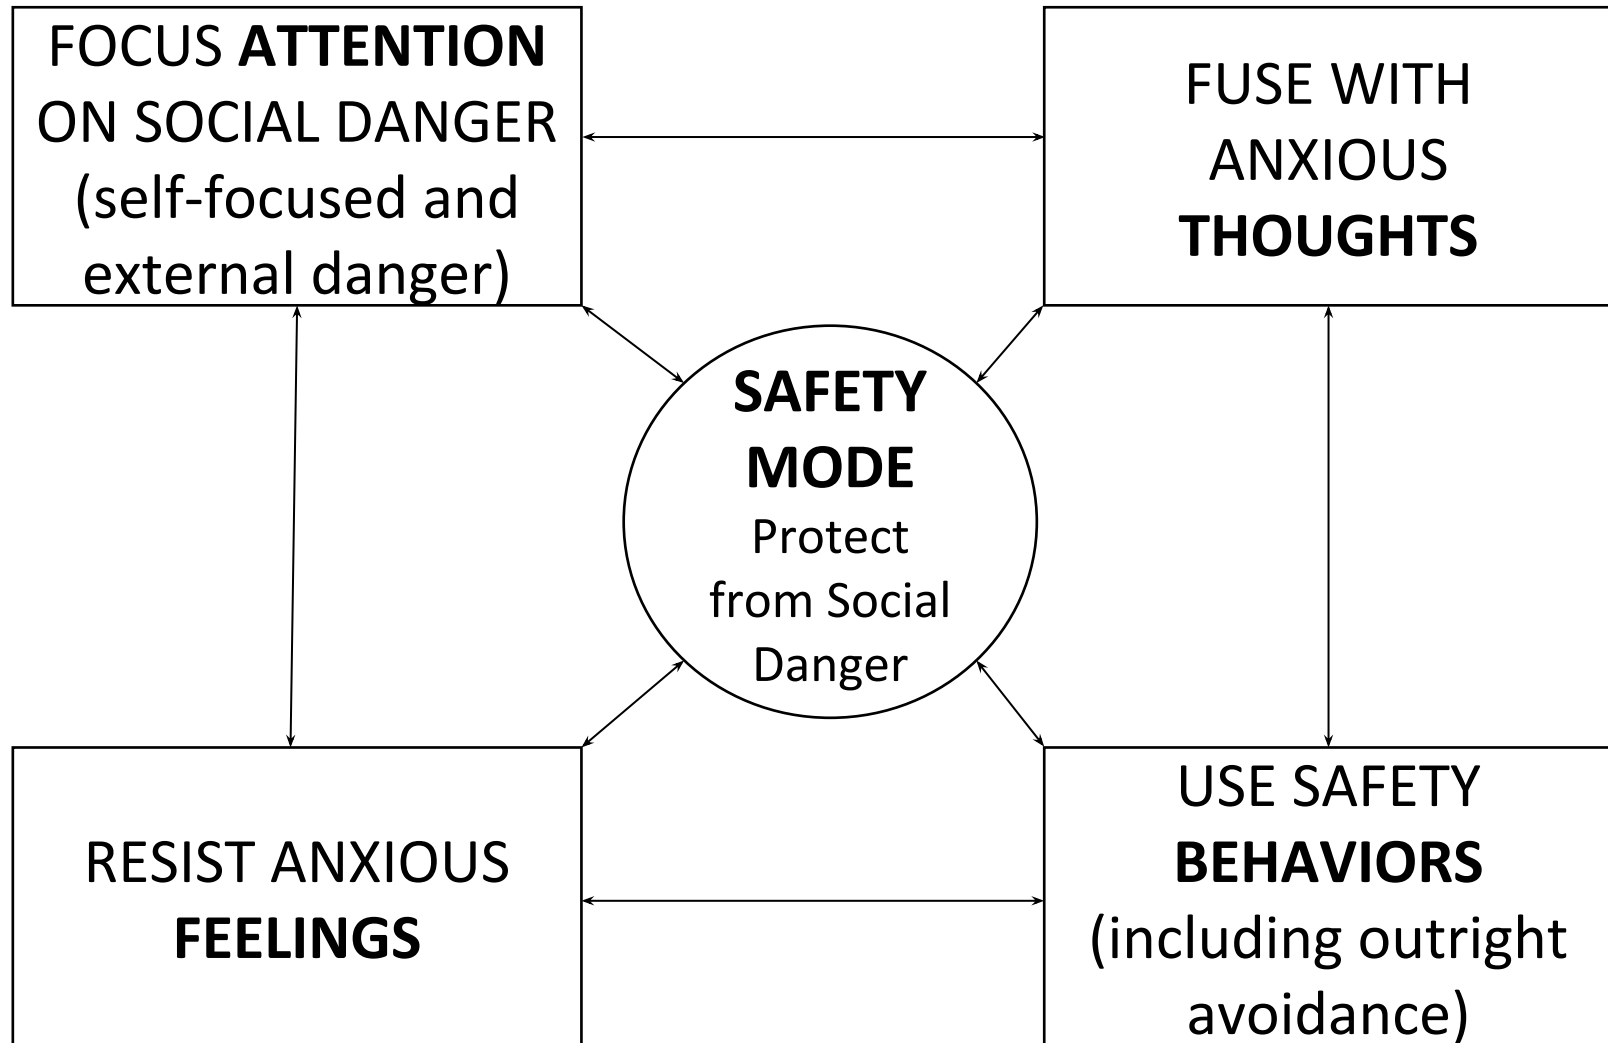 FOCUS ATTENTION
ON SOCIAL DANGER
(self-focused and
external danger)
FUSE WITH
ANXIOUS
THOUGHTS
SAFETY
MODE
Protect
from Social
Danger
RESIST ANXIOUS
FEELINGS
USE SAFETY
BEHAVIORS
(including outright
avoidance)